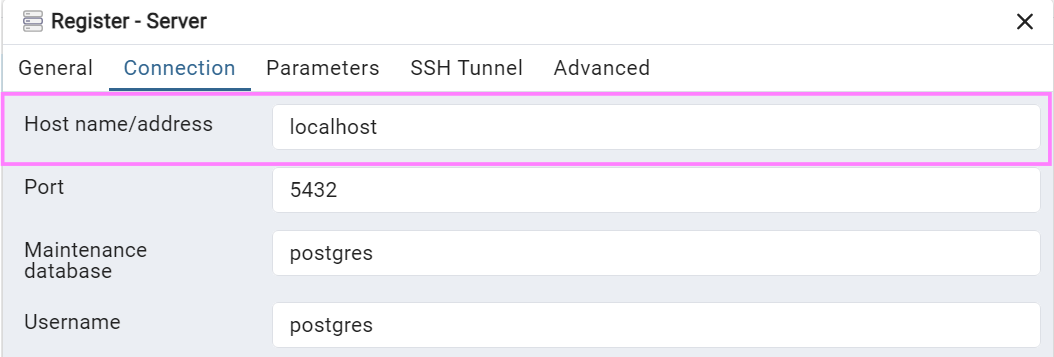 Register - Server
General Connection Parameters SSH Tunnel Advanced
Host name/address localhost
Port 5432
Maintenance
database postgres
Username postgres